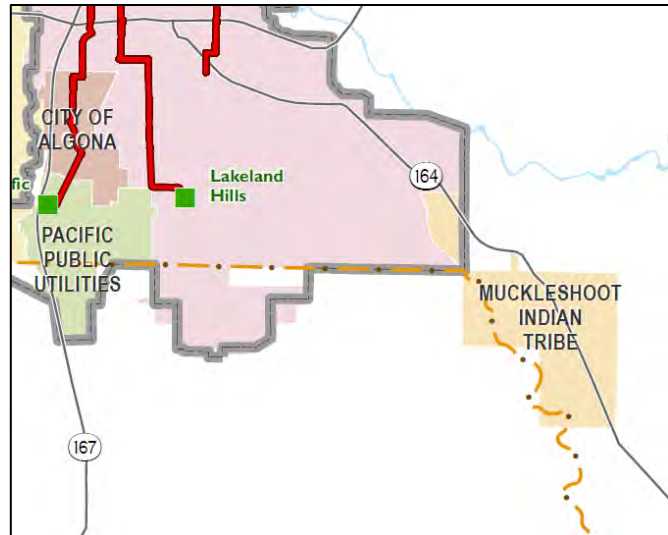 CITY OF
ALGONA
fic
Lakeland
Hills
164
PACIFIC
PUBLIC
UTILITIES
MUCKLESHOOT
INDIAN
TRIBE
167